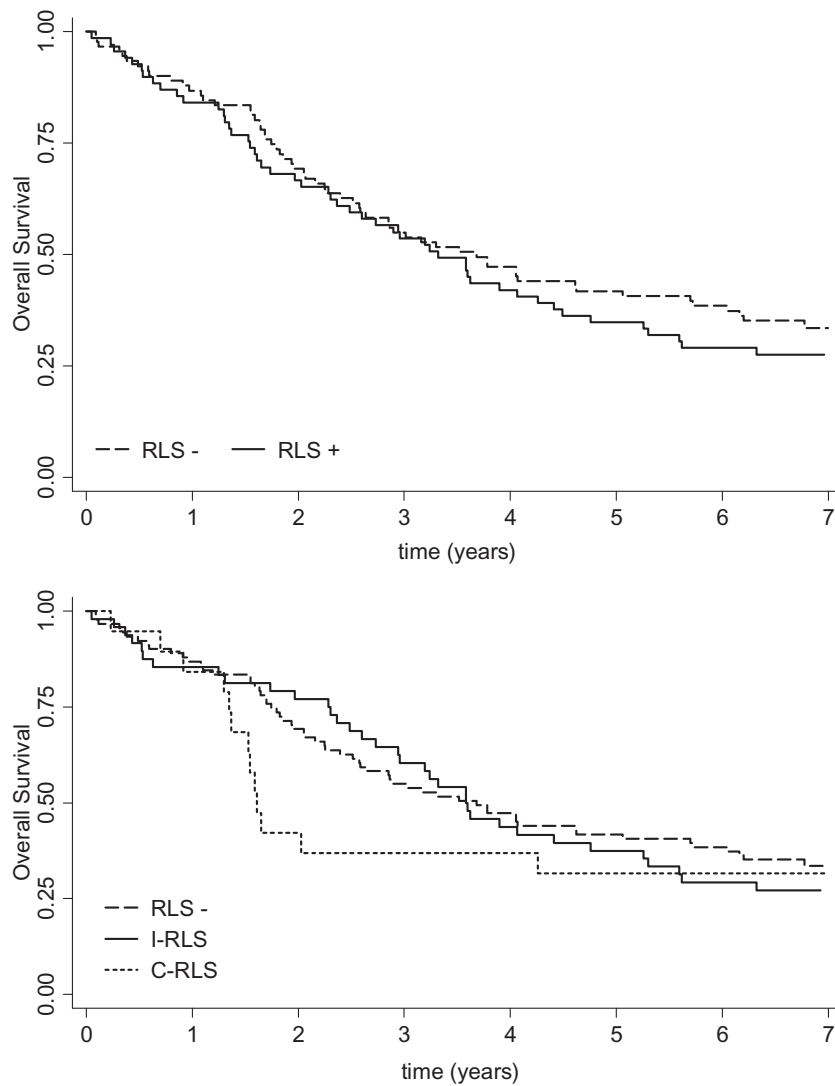 1.00
0.75
0.50
0.25
0.00
Overall Survival
RLS - RLS +
0 1 2 3 4 5 6 7
time (years)
1.00
0.75
0.50
0.25
0.00
Overall Survival
RLS -
I-RLS
C-RLS
0 1 2 3 4 5 6 7
time (years)